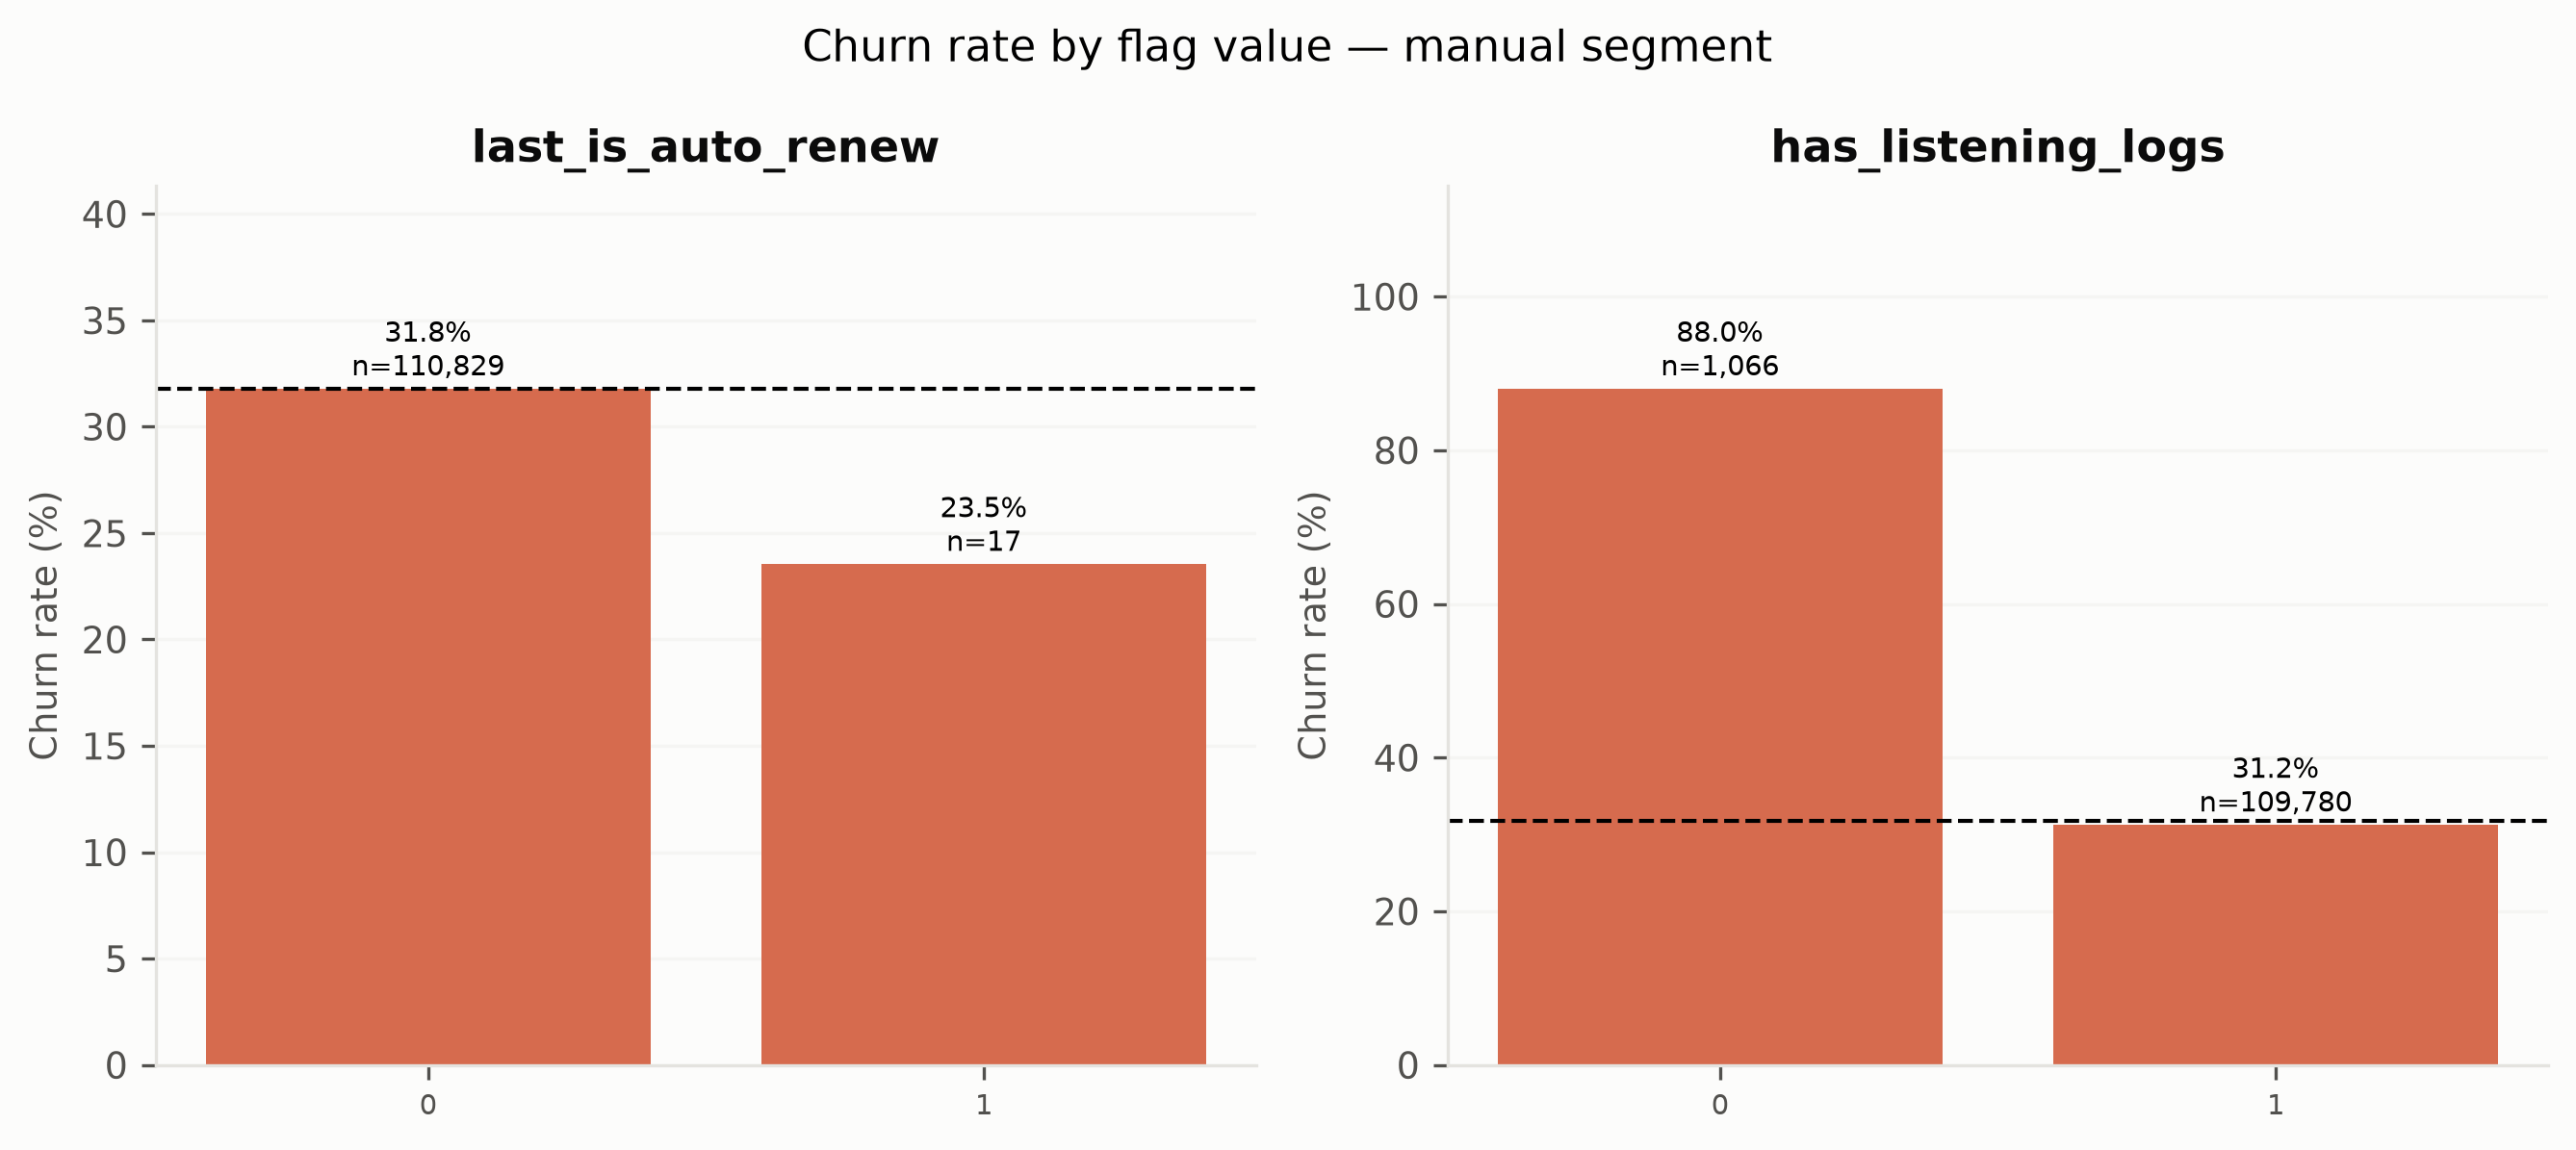 Churn rate by flag value — manual segment
last_is_auto_renew
Churn rate (%)
40
35
30
25
20
15
10
5
0
31.8%
n=110,829
23.5%
n=17
0
1
has_listening_logs
Churn rate (%)
100
80
60
40
20
0
88.0%
n=1,066
31.2%
n=109,780
0
1